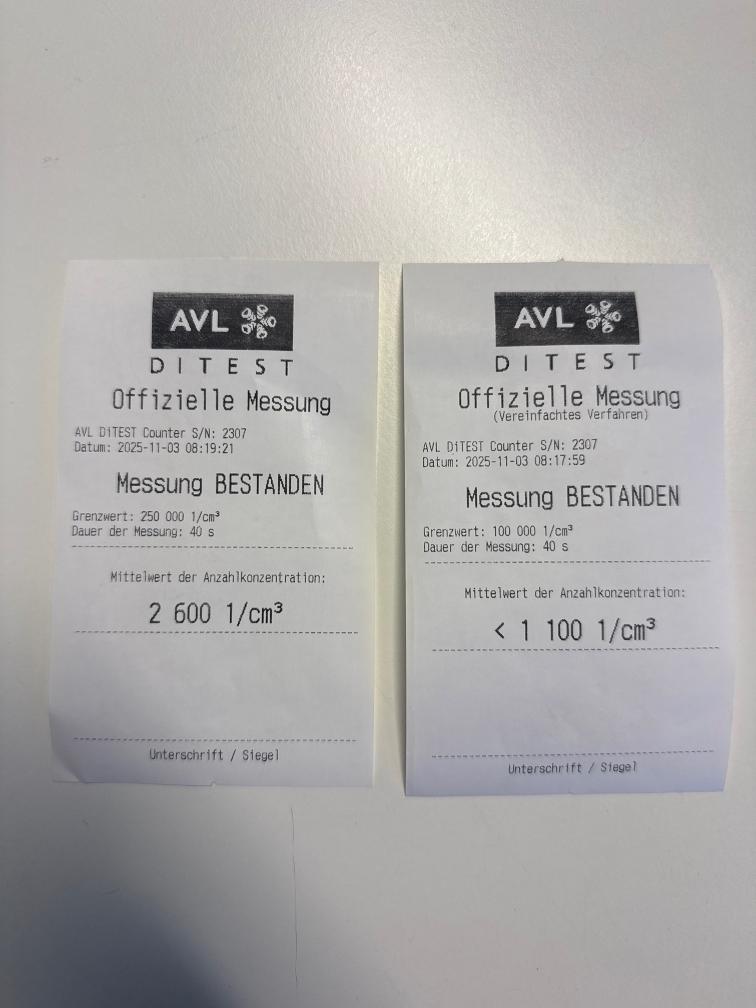 AVL
DITEST
Offizielle Messung
AVL DiTEST Counter S/N: 2307
Datum: 2025-11-03 08:19:21
Messung BESTANDEN
Grenzwert: 250 000 1/cm³
Dauer der Messung: 40 s
Mittelwert der Anzahlkonzentration:
2 600 1/cm³
Unterschrift / Siegel
AVL
DITEST
Offizielle Messung
(Vereinfachtes Verfahren)
AVL DiTEST Counter S/N: 2307
Datum: 2025-11-03 08:17:59
Messung BESTANDEN
Grenzwert: 100 000 1/cm³
Dauer der Messung: 40 s
Mittelwert der Anzahlkonzentration:
< 1 100 1/cm³
Unterschrift / Siegel